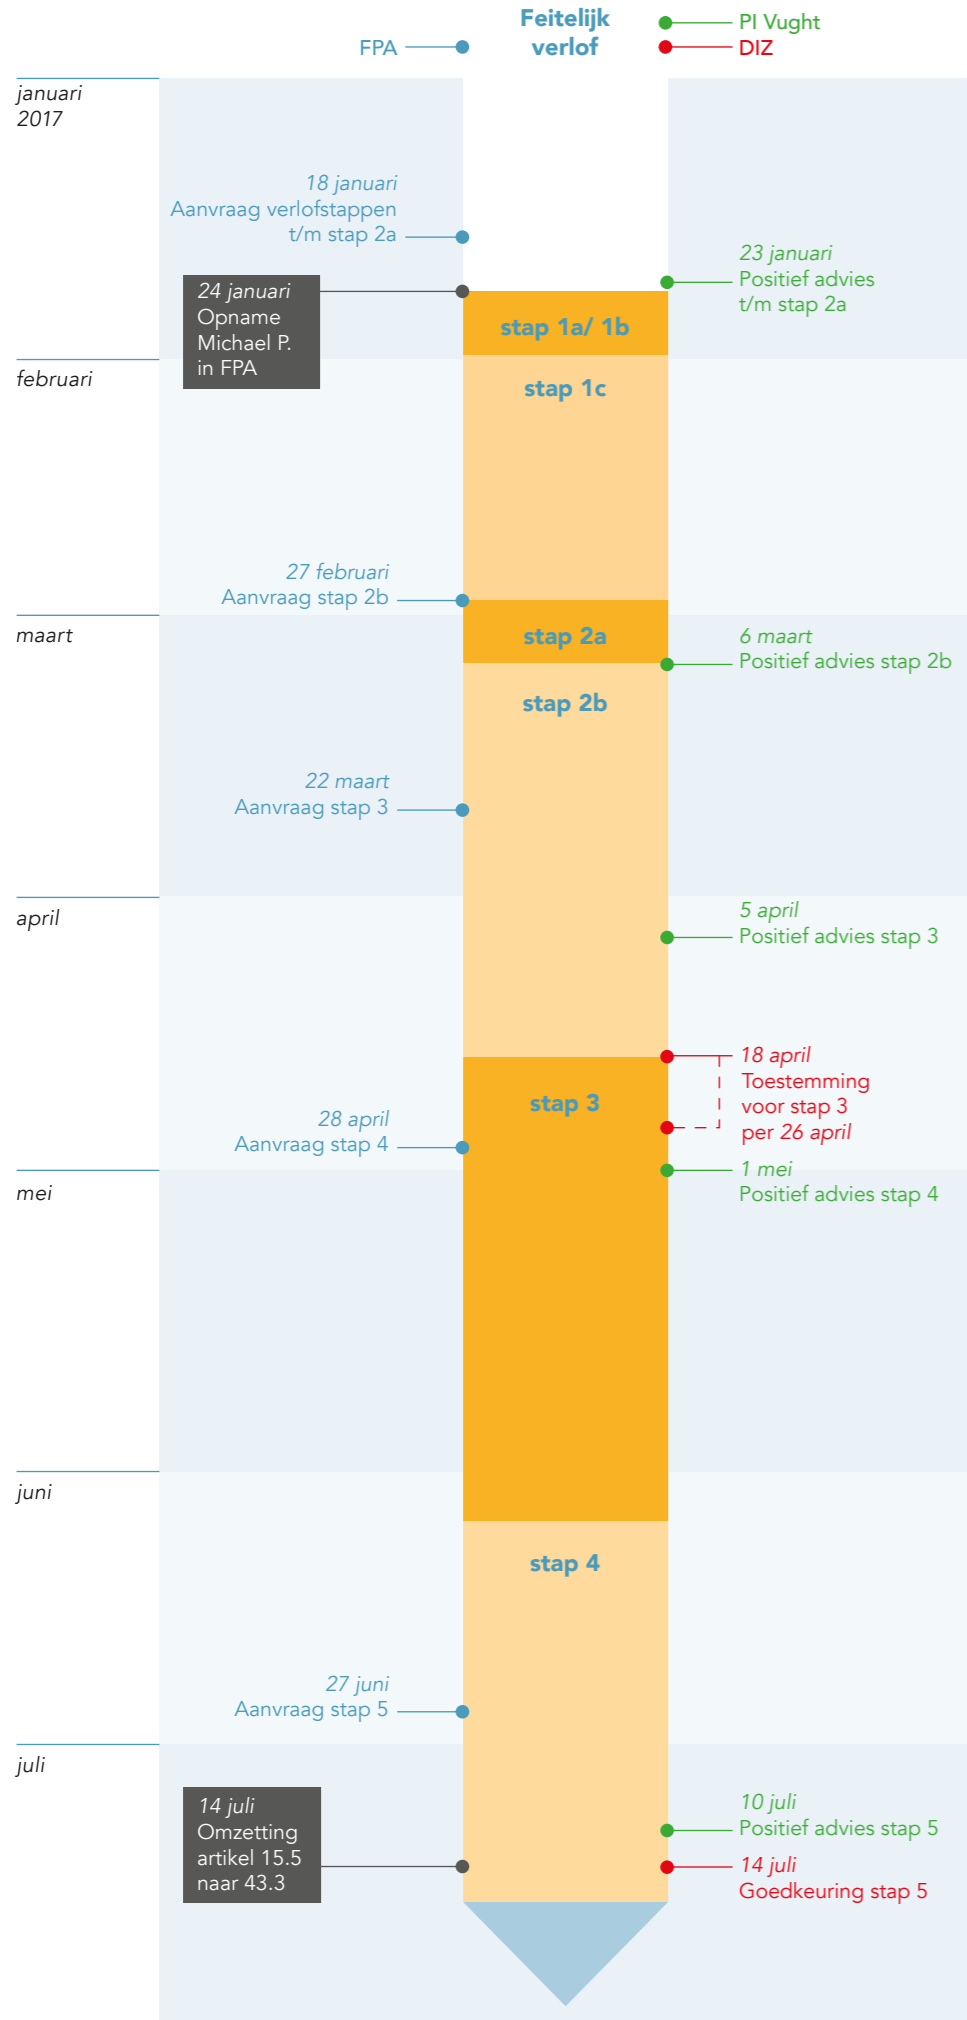 Feitelijk
verlof
FPA
PI Vught
DIZ
januari
2017
18 januari
Aanvraag verlofstappen
t/m stap 2a
23 januari
Positief advies
t/m stap 2a
24 januari
Opname
Michael P.
in FPA
stap 1a/ 1b
februari
stap 1c
27 februari
Aanvraag stap 2b
maart
stap 2a
6 maart
Positief advies stap 2b
stap 2b
22 maart
Aanvraag stap 3
april
5 april
Positief advies stap 3
18 april
Toestemming
voor stap 3
per 26 april
stap 3
28 april
Aanvraag stap 4
mei
1 mei
Positief advies stap 4
juni
stap 4
27 juni
Aanvraag stap 5
juli
14 juli
Omzetting
artikel 15.5
naar 43.3
10 juli
Positief advies stap 5
14 juli
Goedkeuring stap 5